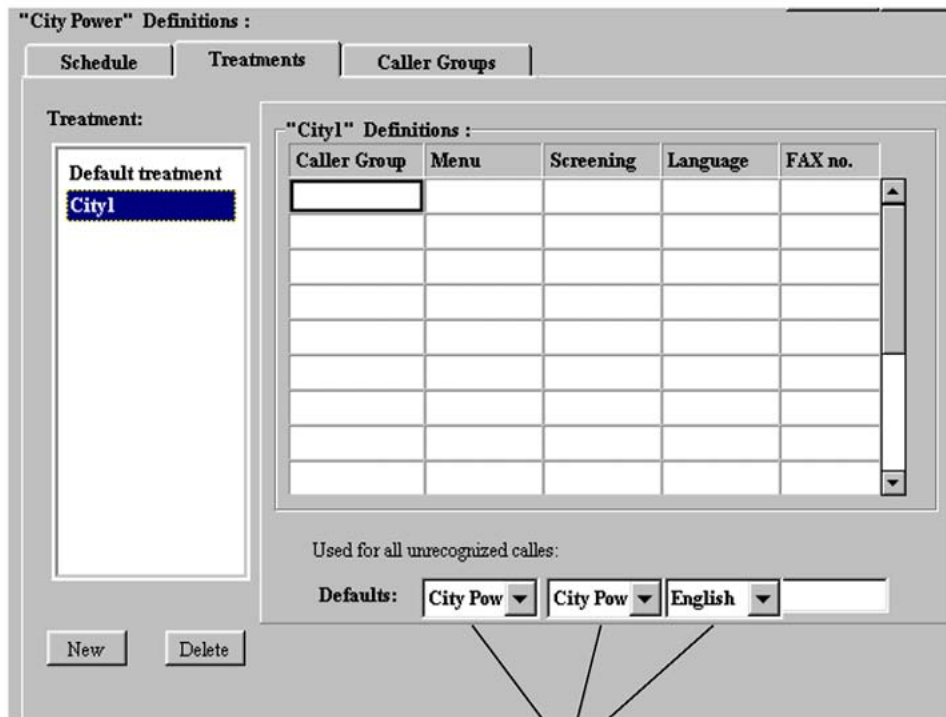 "City Power" Definitions :
Schedule Treatments Caller Groups
Treatment:
"City1" Definitions :
Caller Group Menu Screening Language FAX no.
Default treatment
City1
Used for all unrecognized calles:
Defaults: City Pow City Pow English
New Delete